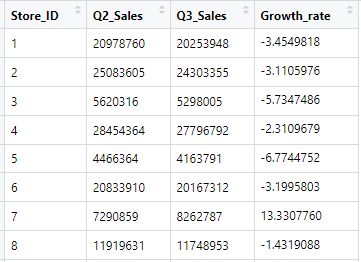 Store_ID Q2_Sales Q3_Sales Growth_rate
1 20978760 20253948 -3.4549818
2 25083605 24303355 -3.1105976
3 5620316 5298005 -5.7347486
4 28454364 27796792 -2.3109679
5 4466364 4163791 -6.7744752
6 20833910 20167312 -3.1995803
7 7290859 8262787 13.3307760
8 11919631 11748953 -1.4319088